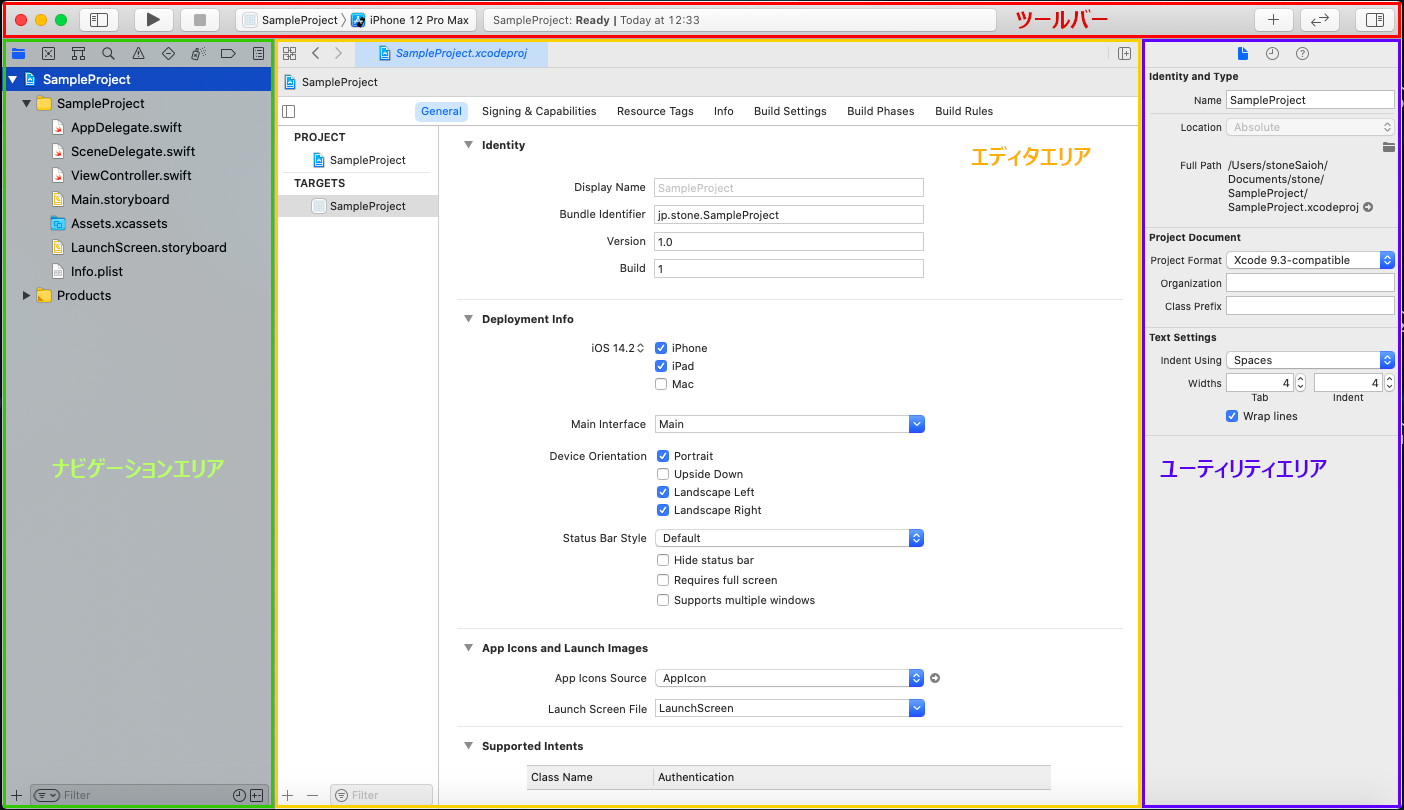 SampleProject 〉 iPhone 12 Pro Max
SampleProject: Ready | Today at 12:33
ツールバー
SampleProject
SampleProject
AppDelegate.swift
SceneDelegate.swift
ViewController.swift
Main.storyboard
Assets.xcassets
LaunchScreen.storyboard
Info.plist
Products
ナビゲーションエリア
Filter
SampleProject.xcodeproj
SampleProject
General Signing & Capabilities Resource Tags Info Build Settings Build Phases Build Rules
PROJECT
SampleProject
TARGETS
SampleProject
Filter
エディタエリア
Identity
Display Name SampleProject
Bundle Identifier jp.stone.SampleProject
Version 1.0
Build 1
Deployment Info
iOS 14.2 iPhone
iPad
Mac
Main Interface Main
Device Orientation Portrait
Upside Down
Landscape Left
Landscape Right
Status Bar Style Default
Hide status bar
Requires full screen
Supports multiple windows
App Icons and Launch Images
App Icons Source AppIcon
Launch Screen File LaunchScreen
Supported Intents
Class Name Authentication
Identity and Type
Name SampleProject
Location Absolute
Full Path /Users/stoneSaioh/
Documents/stone/
SampleProject/
SampleProject.xcodeproj
Project Document
Project Format Xcode 9.3-compatible
Organization
Class Prefix
Text Settings
Indent Using Spaces
Widths 4 4
Tab Indent
Wrap lines
ユーティリティエリア